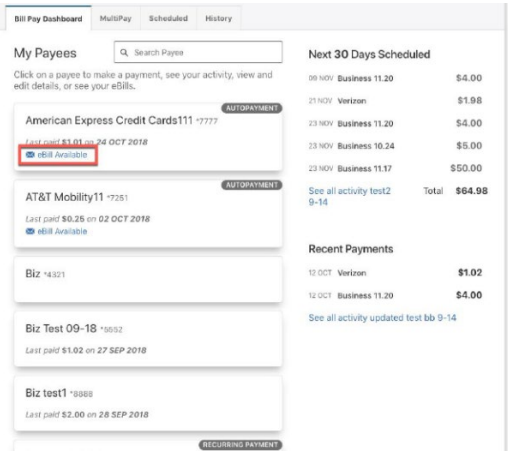 Bill Pay Dashboard
MultiPay
Scheduled
History
My Payees
Search Payee
Click on a payee to make a payment, see your activity, view and
edit details, or see your eBills.
AUTOPAYMENT
American Express Credit Cards111 *7777
Last paid $1.01 on 24 OCT 2018
eBill Available
AUTOPAYMENT
AT&T Mobility11 *7251
Last paid $0.25 on 02 OCT 2018
eBill Available
Biz *4321
Biz Test 09-18 *5552
Last paid $1.02 on 27 SEP 2018
Biz test1 *8888
Last paid $2.00 on 28 SEP 2018
RECURRING PAYMENT
Next 30 Days Scheduled
09 NOV Business 11.20 $4.00
21 NOV Verizon $1.98
23 NOV Business 11.20 $4.00
23 NOV Business 10.24 $5.00
23 NOV Business 11.17 $50.00
See all activity test2 Total $64.98
9-14
Recent Payments
12 OCT Verizon $1.02
12 OCT Business 11.20 $4.00
See all activity updated test bb 9-14